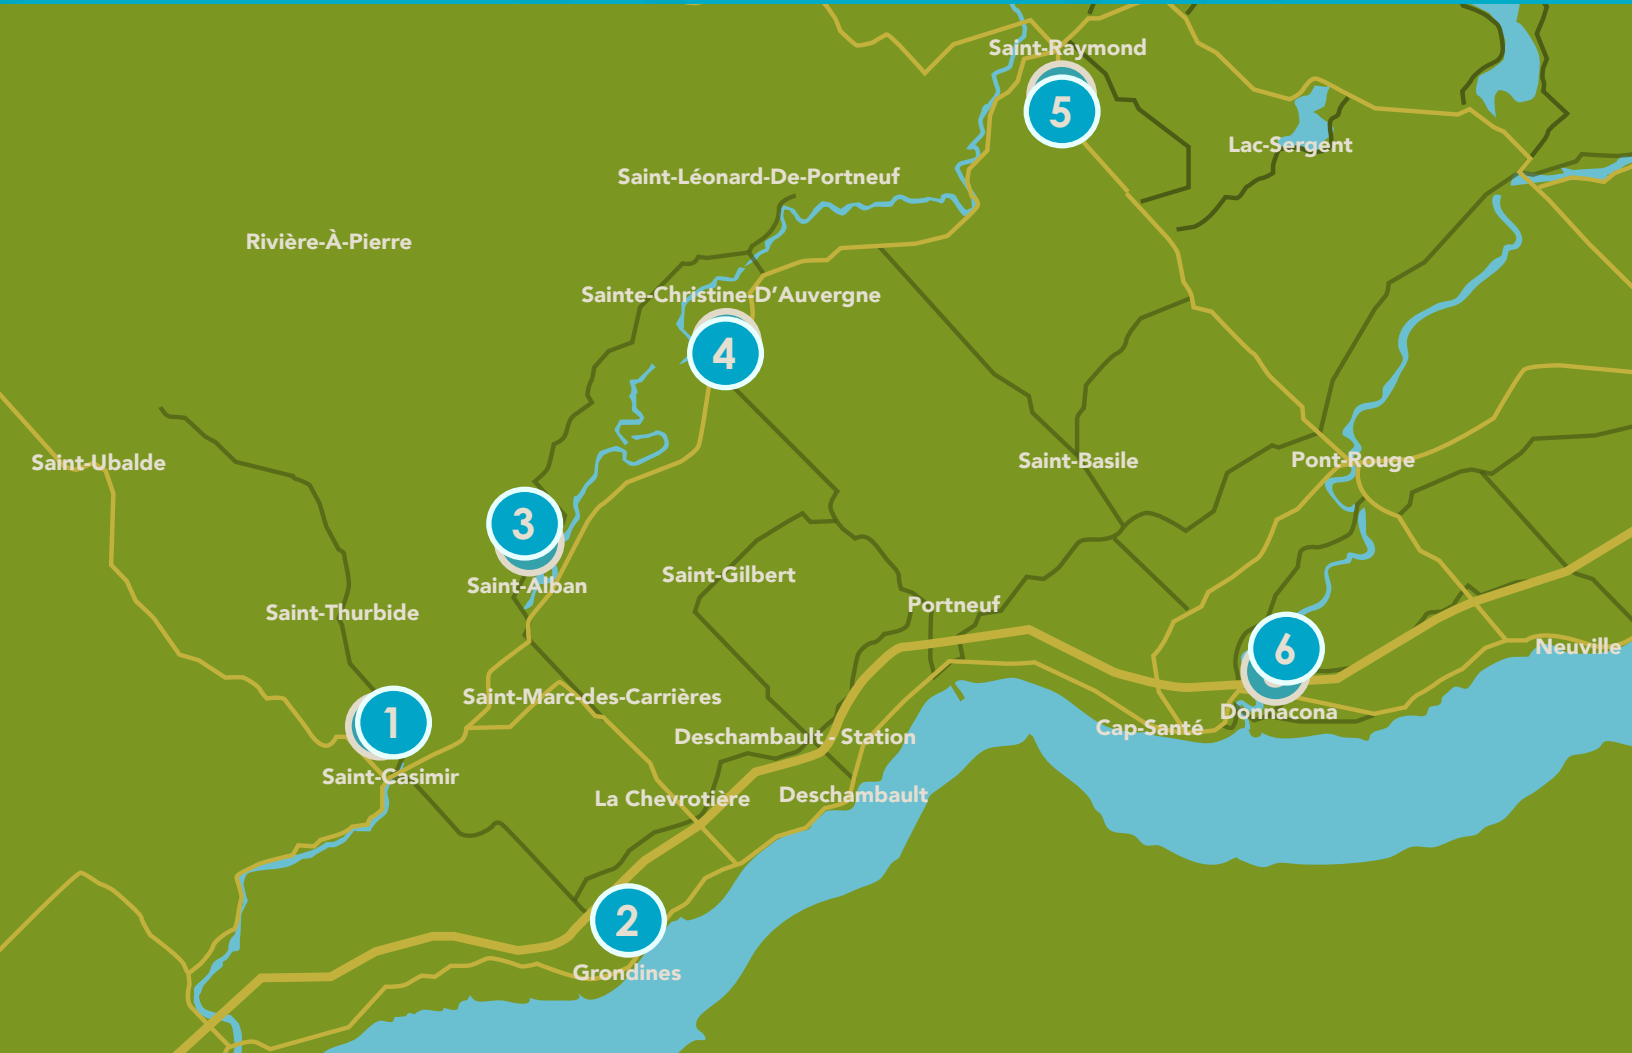 Saint-Raymond
5
Lac-Sergent
Saint-Léonard-De-Portneuf
Rivière-À-Pierre
Sainte-Christine-D’Auvergne
4
Saint-Ubalde
Saint-Basile
Pont-Rouge
3
Saint-Alban
Saint-Gilbert
Portneuf
Saint-Thurbide
6
Neuville
Saint-Marc-des-Carrières
Donnacona
1
Cap-Santé
Deschambault - Station
Saint-Casimir
La Chevrotière
Deschambault
2
Grondines